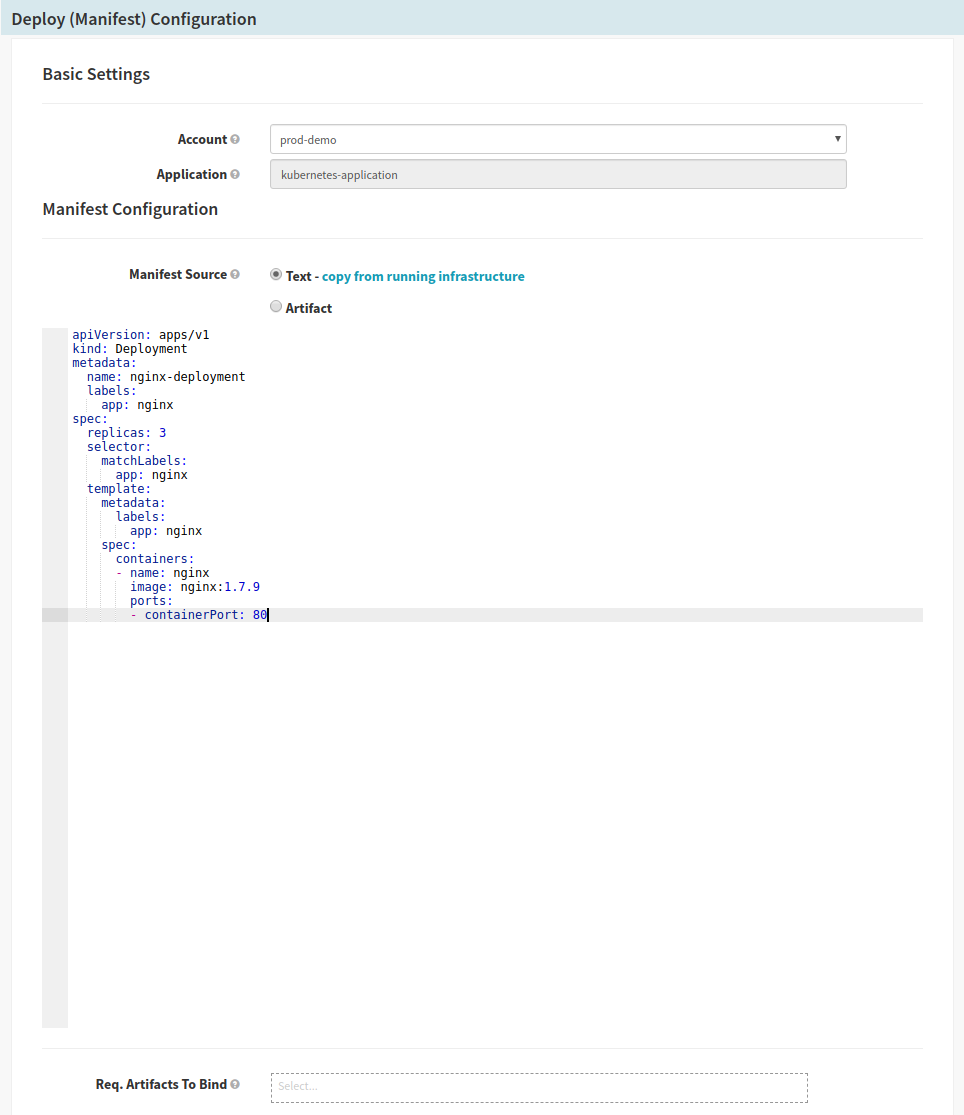 Deploy (Manifest) Configuration
Basic Settings
Account
prod-demo
Application
kubernetes-application
Manifest Configuration
Manifest Source
Text - copy from running infrastructure
Artifact
apiVersion: apps/v1
kind: Deployment
metadata:
  name: nginx-deployment
  labels:
    app: nginx
spec:
  replicas: 3
  selector:
    matchLabels:
      app: nginx
  template:
    metadata:
      labels:
        app: nginx
    spec:
      containers:
      - name: nginx
        image: nginx:1.7.9
        ports:
        - containerPort: 80
Req. Artifacts To Bind
Select...